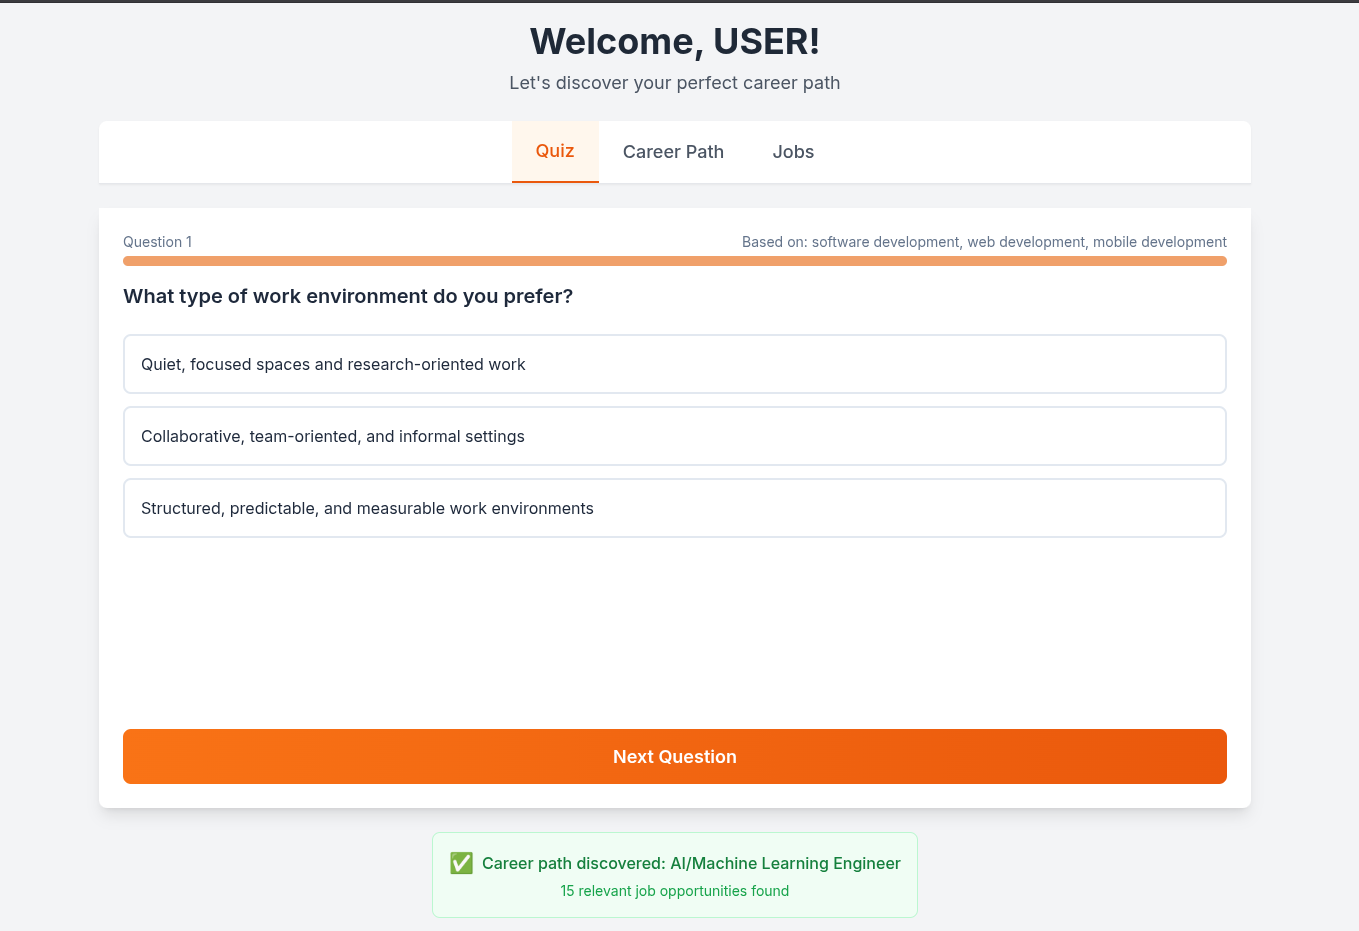 Welcome, USER!
Let's discover your perfect career path
Quiz Career Path Jobs
Question 1 Based on: software development, web development, mobile development
What type of work environment do you prefer?
Quiet, focused spaces and research-oriented work
Collaborative, team-oriented, and informal settings
Structured, predictable, and measurable work environments
Next Question
✅ Career path discovered: AI/Machine Learning Engineer
15 relevant job opportunities found